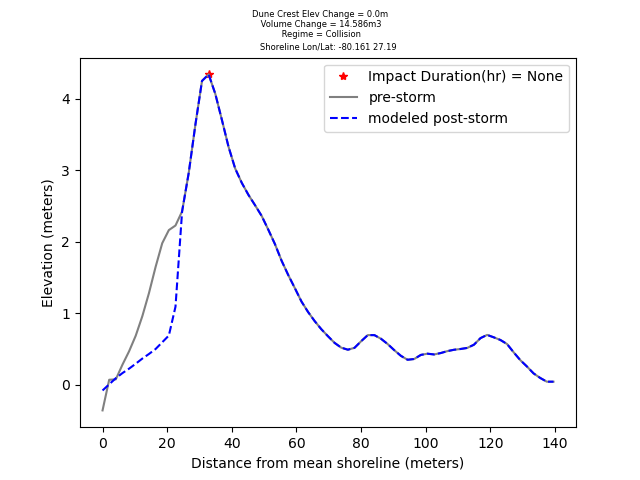 Dune Crest Elev Change = 0.0m
Volume Change = 14.586m3
Regime = Collision
Shoreline Lon/Lat: -80.161 27.19
Impact Duration(hr) = None
pre-storm
modeled post-storm
Elevation (meters)
4
3
2
1
0
0 20 40 60 80 100 120 140
Distance from mean shoreline (meters)